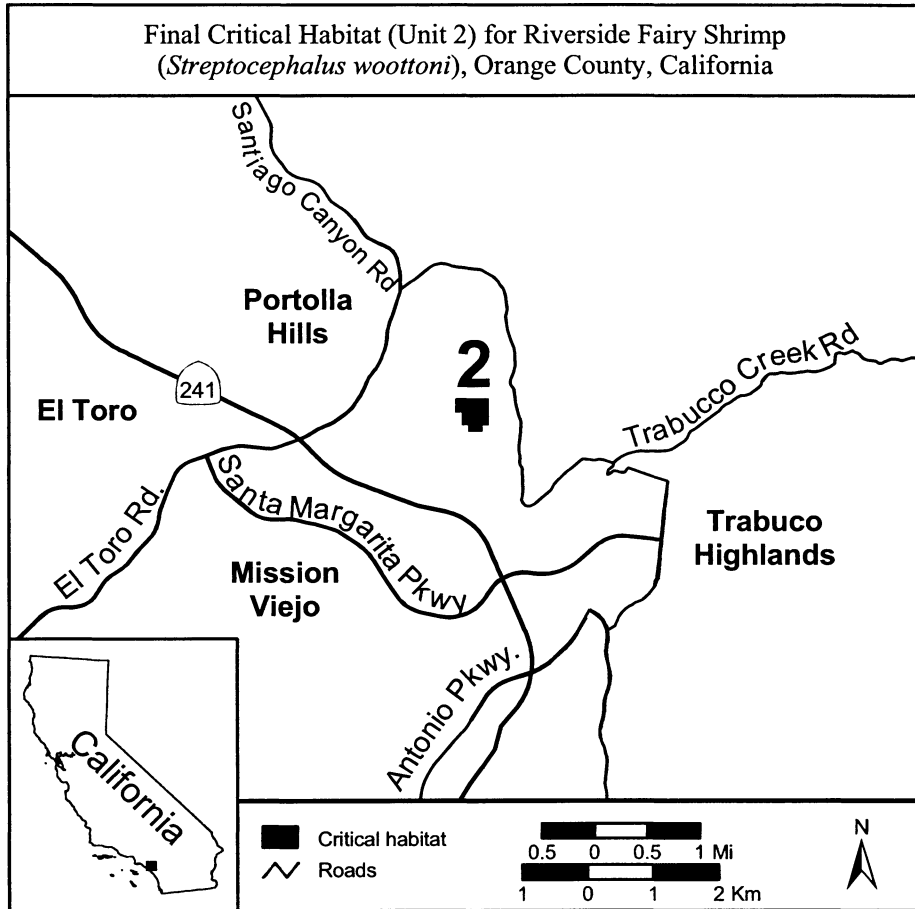 Final Critical Habitat (Unit 2) for Riverside Fairy Shrimp
(Streptocephalus woottoni), Orange County, California
Santiago Canyon Rd
Portolla
Hills
2
Trabucco Creek Rd
241
El Toro
Santa Margarita Pkwy
El Toro Rd.
Trabuco
Highlands
Mission
Viejo
Antonio Pkwy.
California
Critical habitat
Roads
0.5 0 0.5 1 Mi
1 0 1 2 Km
N